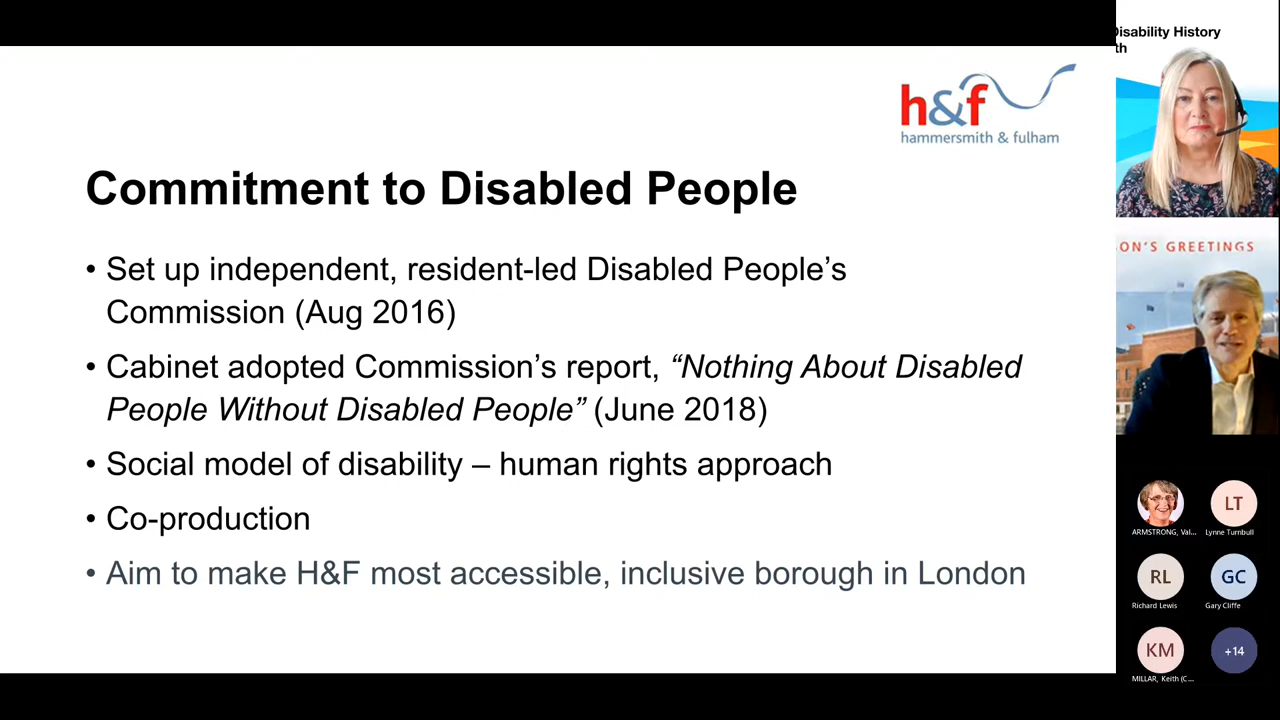 h&f
hammersmith & fulham
Commitment to Disabled People
• Set up independent, resident-led Disabled People’s
Commission (Aug 2016)
• Cabinet adopted Commission’s report, “Nothing About Disabled
People Without Disabled People” (June 2018)
• Social model of disability – human rights approach
• Co-production
• Aim to make H&F most accessible, inclusive borough in London
Disability History
th
ON'S GREETINGS
ARMSTRONG, Val...
LT
Lynne Turnbull
RL
Richard Lewis
GC
Gary Cliffe
KM
MILLAR, Keith (C...
+14